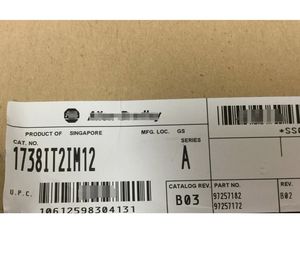 PRODUCT OF SINGAPORE MFG. LOC. GS
CAT. NO. SERIES
1738IT2IM12 A
U.P.C.
10612598304131
CATALOG REV. B03
PART NO. 97257182
97257172
REV. B02
*SS